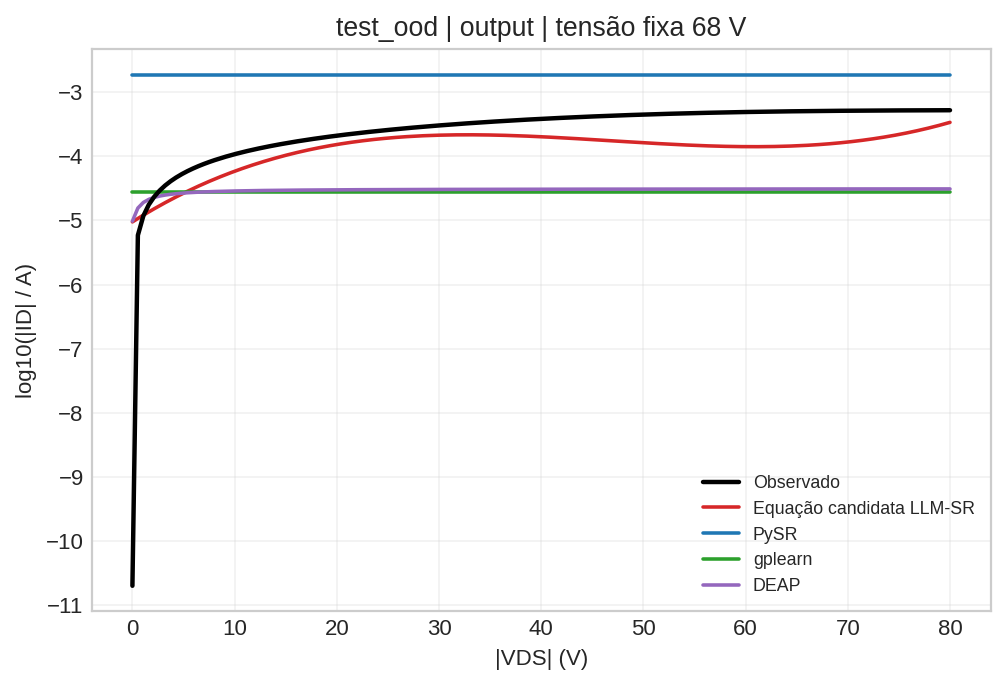 test_ood | output | tensão fixa 68 V
log10(|ID| / A)
−3
−4
−5
−6
−7
−8
−9
−10
−11
Observado
Equação candidata LLM-SR
PySR
gplearn
DEAP
0 10 20 30 40 50 60 70 80
|VDS| (V)